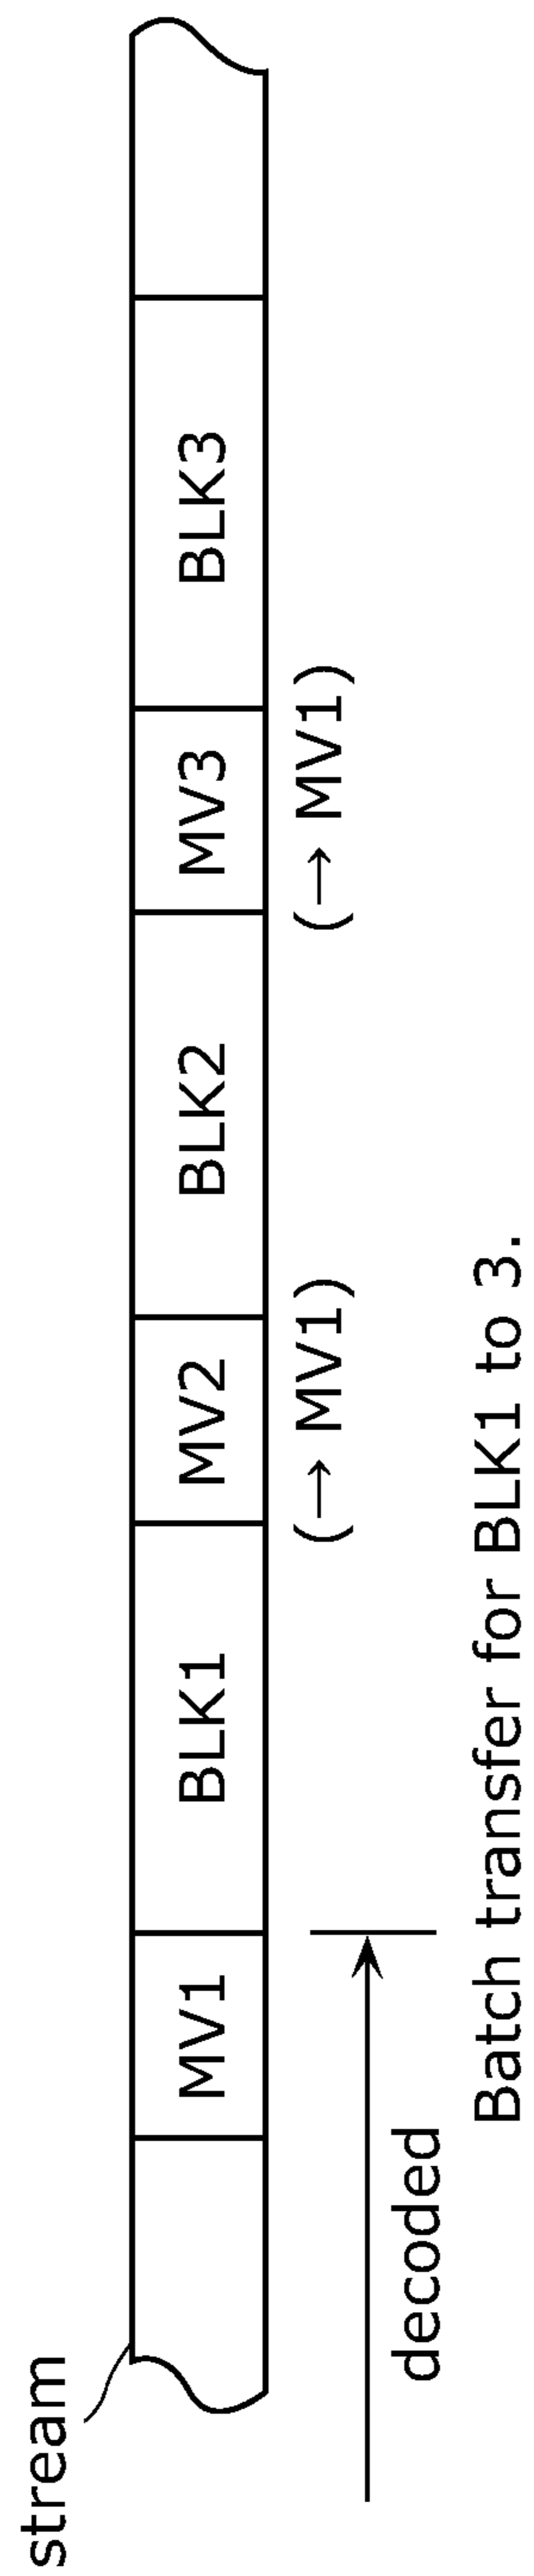 stream
MV1 BLK1 MV2 BLK2 MV3 BLK3
(→ MV1) (→ MV1)
decoded
Batch transfer for BLK1 to 3.